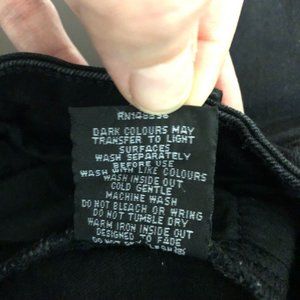 DARK COLOURS MAY
TRANSFER TO LIGHT
SURFACES
WASH SEPARATELY
BEFORE USE
WASH WITH LIKE COLOURS
WASH INSIDE OUT
COLD GENTLE
MACHINE WASH
DO NOT BLEACH OR WRING
DO NOT TUMBLE DRY
WARM IRON INSIDE OUT
DESIGNED TO FADE
DO NOT